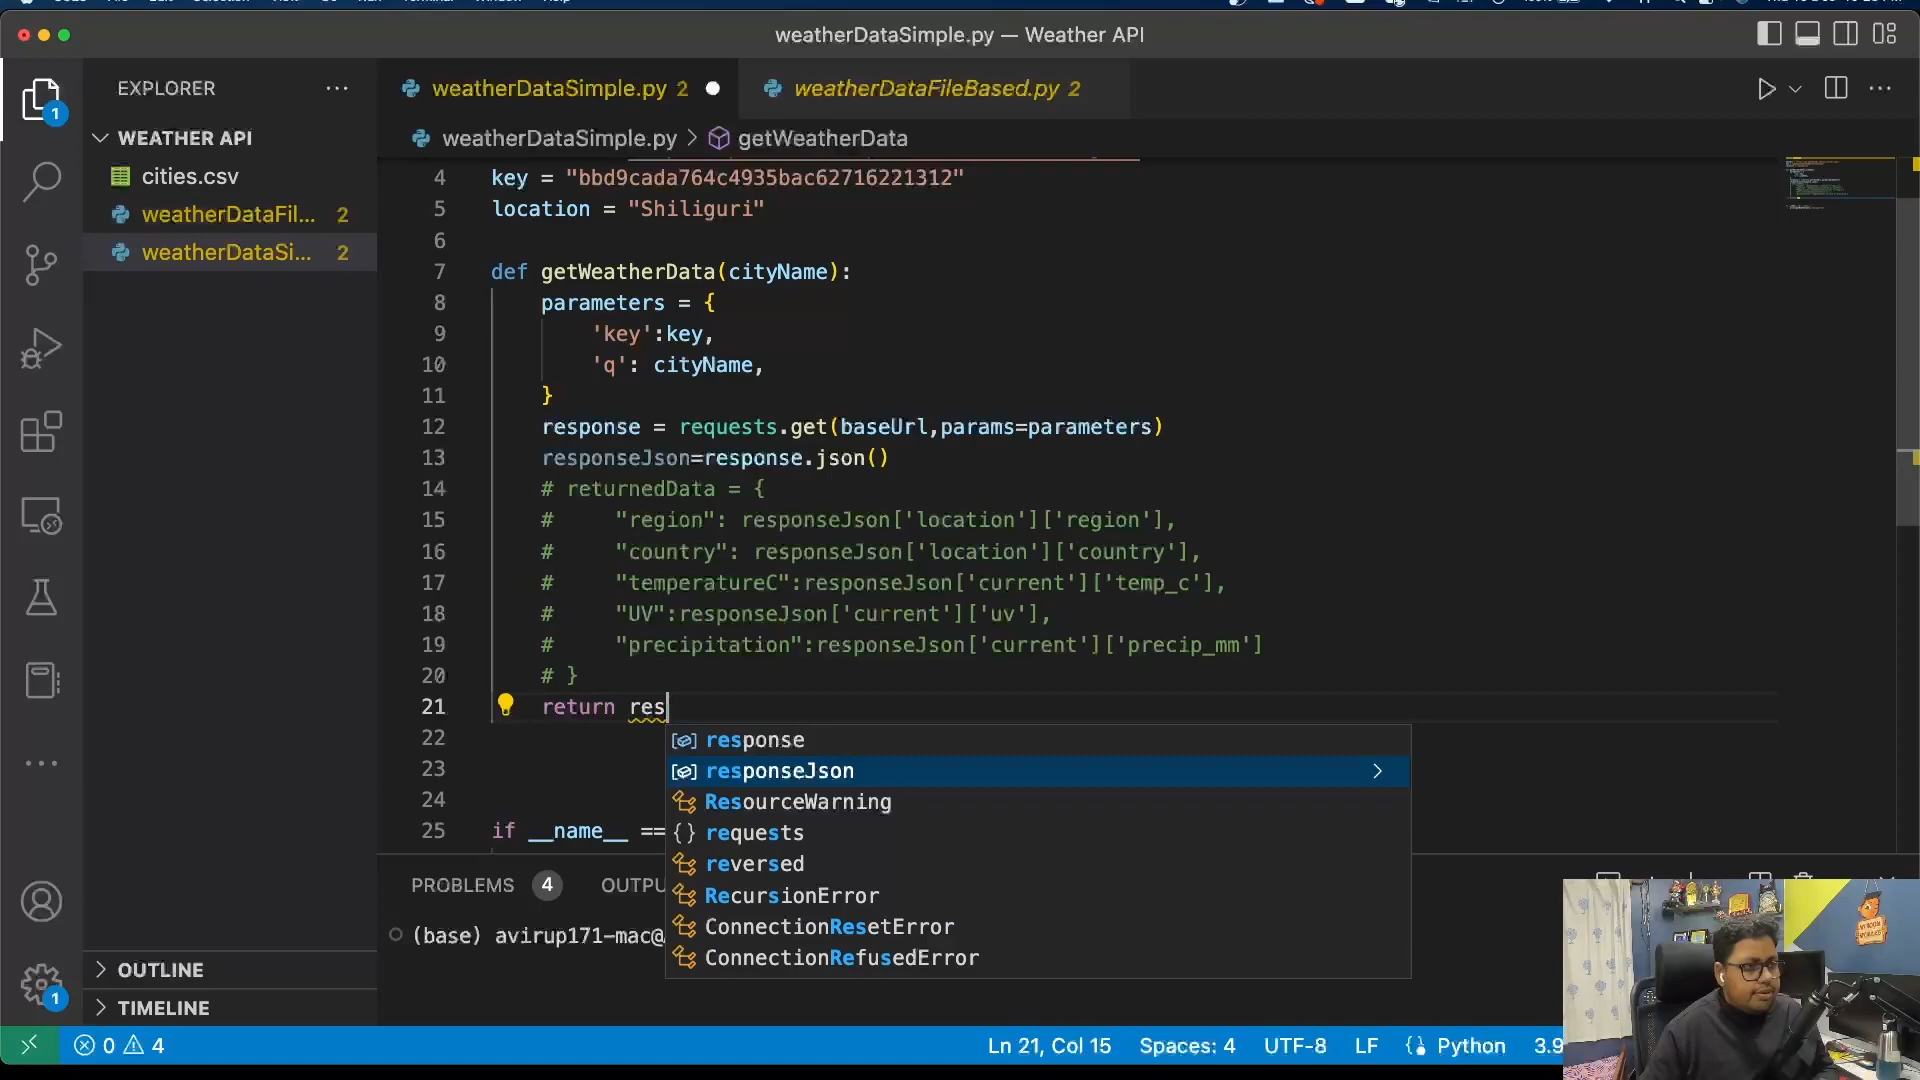 weatherDataSimple.py — Weather API
EXPLORER
weatherDataSimple.py 2
weatherDataFileBased.py 2
WEATHER API
weatherDataSimple.py > getWeatherData
cities.csv
weatherDataFil... 2
weatherDataSi... 2
1
4 key = "bbd9cada764c4935bac62716221312"
5 location = "Shiliguri"
6
7 def getWeatherData(cityName):
8 parameters = {
9 'key':key,
10 'q': cityName,
11 }
12 response = requests.get(baseUrl,params=parameters)
13 responseJson=response.json()
14 # returnedData = {
15 # "region": responseJson['location']['region'],
16 # "country": responseJson['location']['country'],
17 # "temperatureC":responseJson['current']['temp_c'],
18 # "UV":responseJson['current']['uv'],
19 # "precipitation":responseJson['current']['precip_mm']
20 # }
21 return res
22
23
24
25 if __name__ ==
response
responseJson
ResourceWarning
requests
reversed
RecursionError
ConnectionResetError
ConnectionRefusedError
PROBLEMS 4 OUTPU
(base) avirup171-mac@
OUTLINE
TIMELINE
1
0 4
Ln 21, Col 15 Spaces: 4 UTF-8 LF Python 3.9